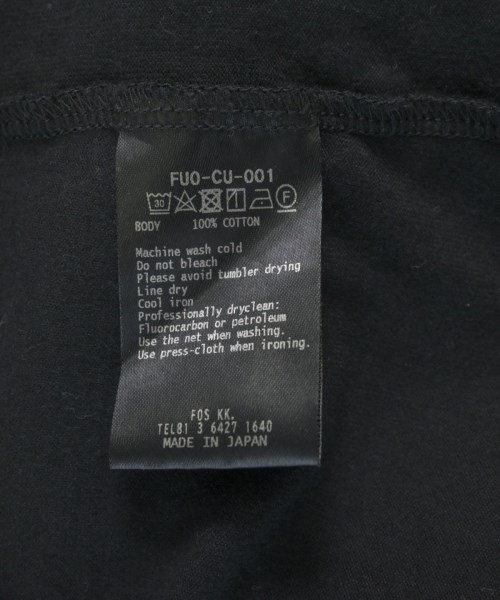 FUO-CU-001
30 F
BODY 100% COTTON
Machine wash cold
Do not bleach
Please avoid tumbler drying
Line dry
Cool iron
Professionally dryclean:
Fluorocarbon or petroleum
Use the net when washing.
Use press-cloth when ironing.
FOS KK.
TEL81 3 6427 1640
MADE IN JAPAN